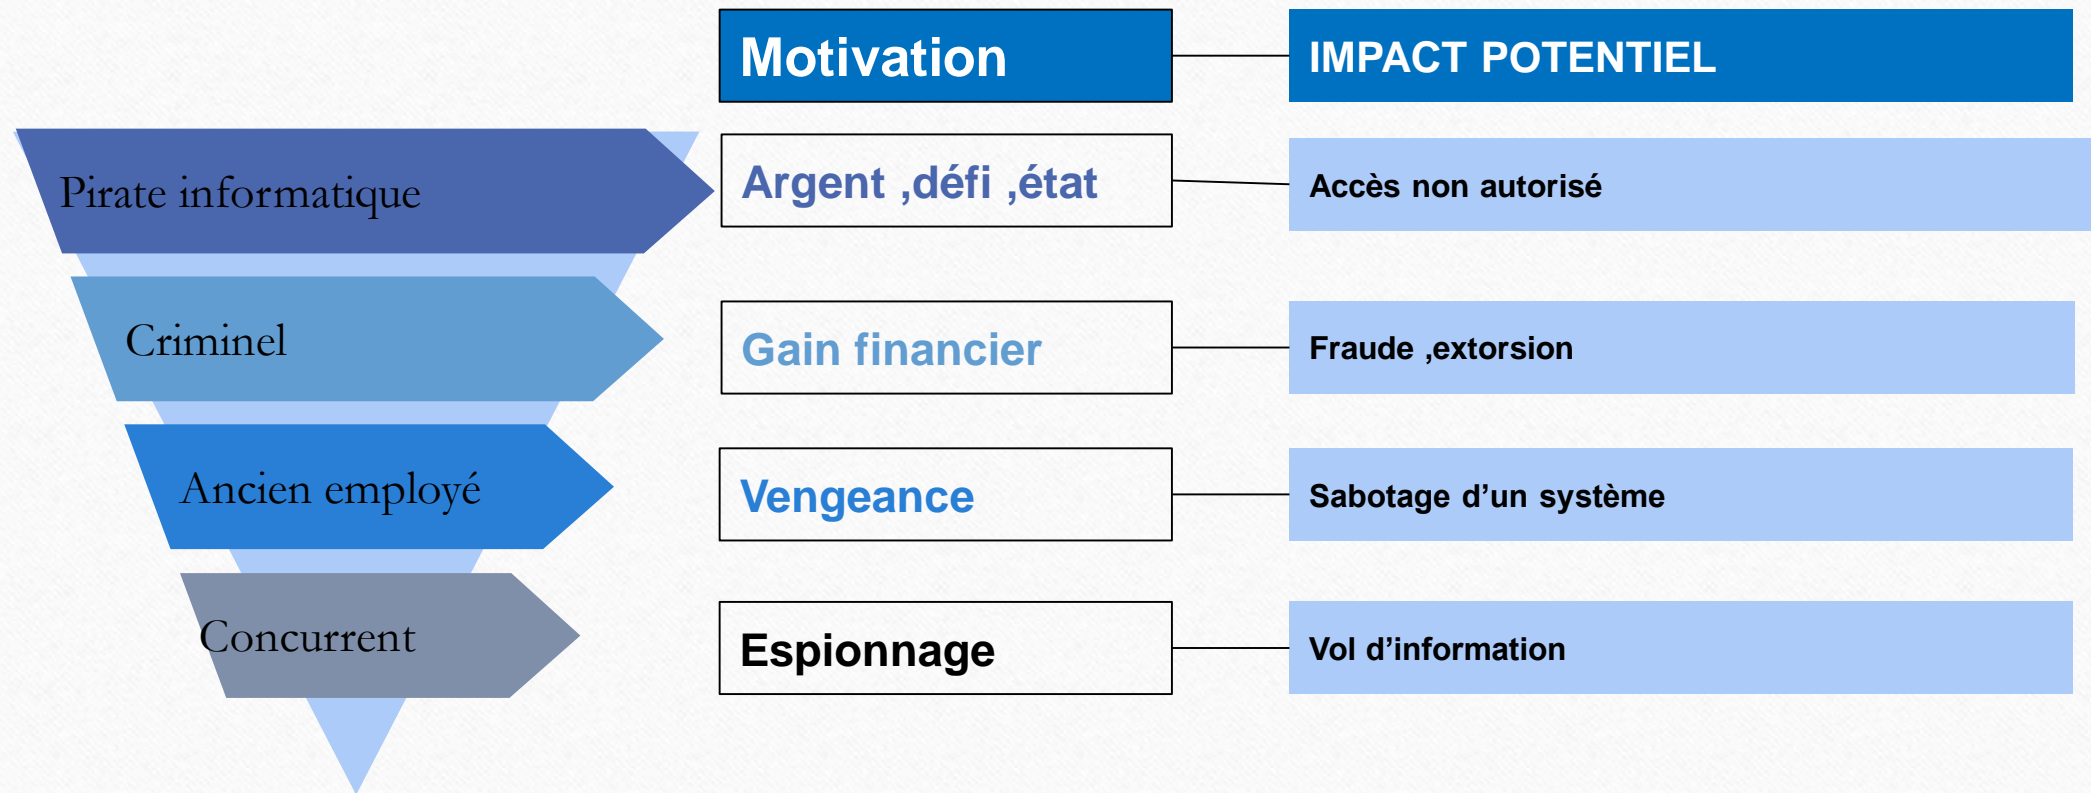 Motivation
IMPACT POTENTIEL
Pirate informatique
Argent ,défi ,état
Accès non autorisé
Criminel
Gain financier
Fraude ,extorsion
Ancien employé
Vengeance
Sabotage d’un système
Concurrent
Espionnage
Vol d’information